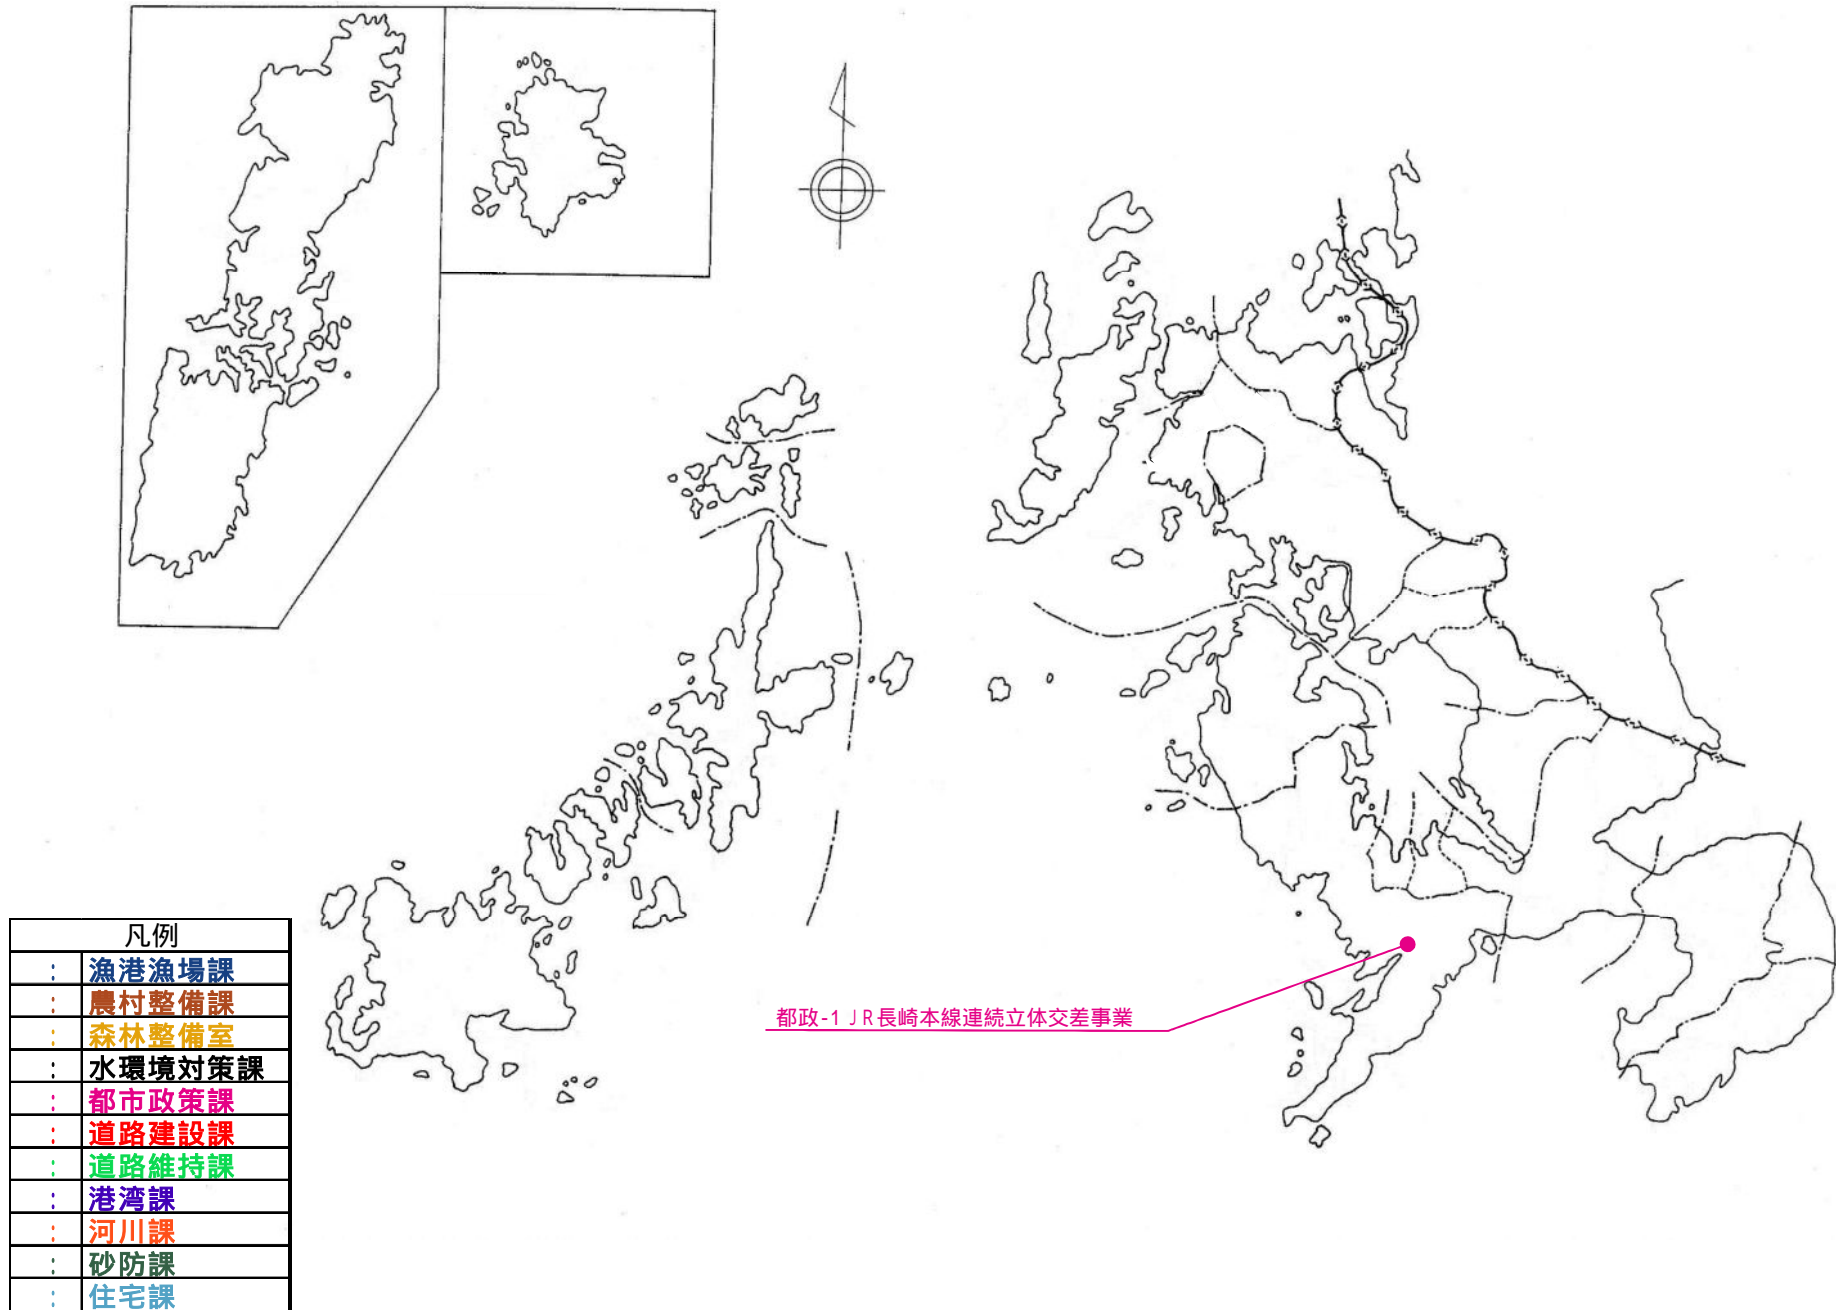 都政-1 JR長崎本線連続立体交差事業
凡例
: 漁港漁場課
: 農村整備課
: 森林整備室
: 水環境対策課
: 都市政策課
: 道路建設課
: 道路維持課
: 港湾課
: 河川課
: 砂防課
: 住宅課